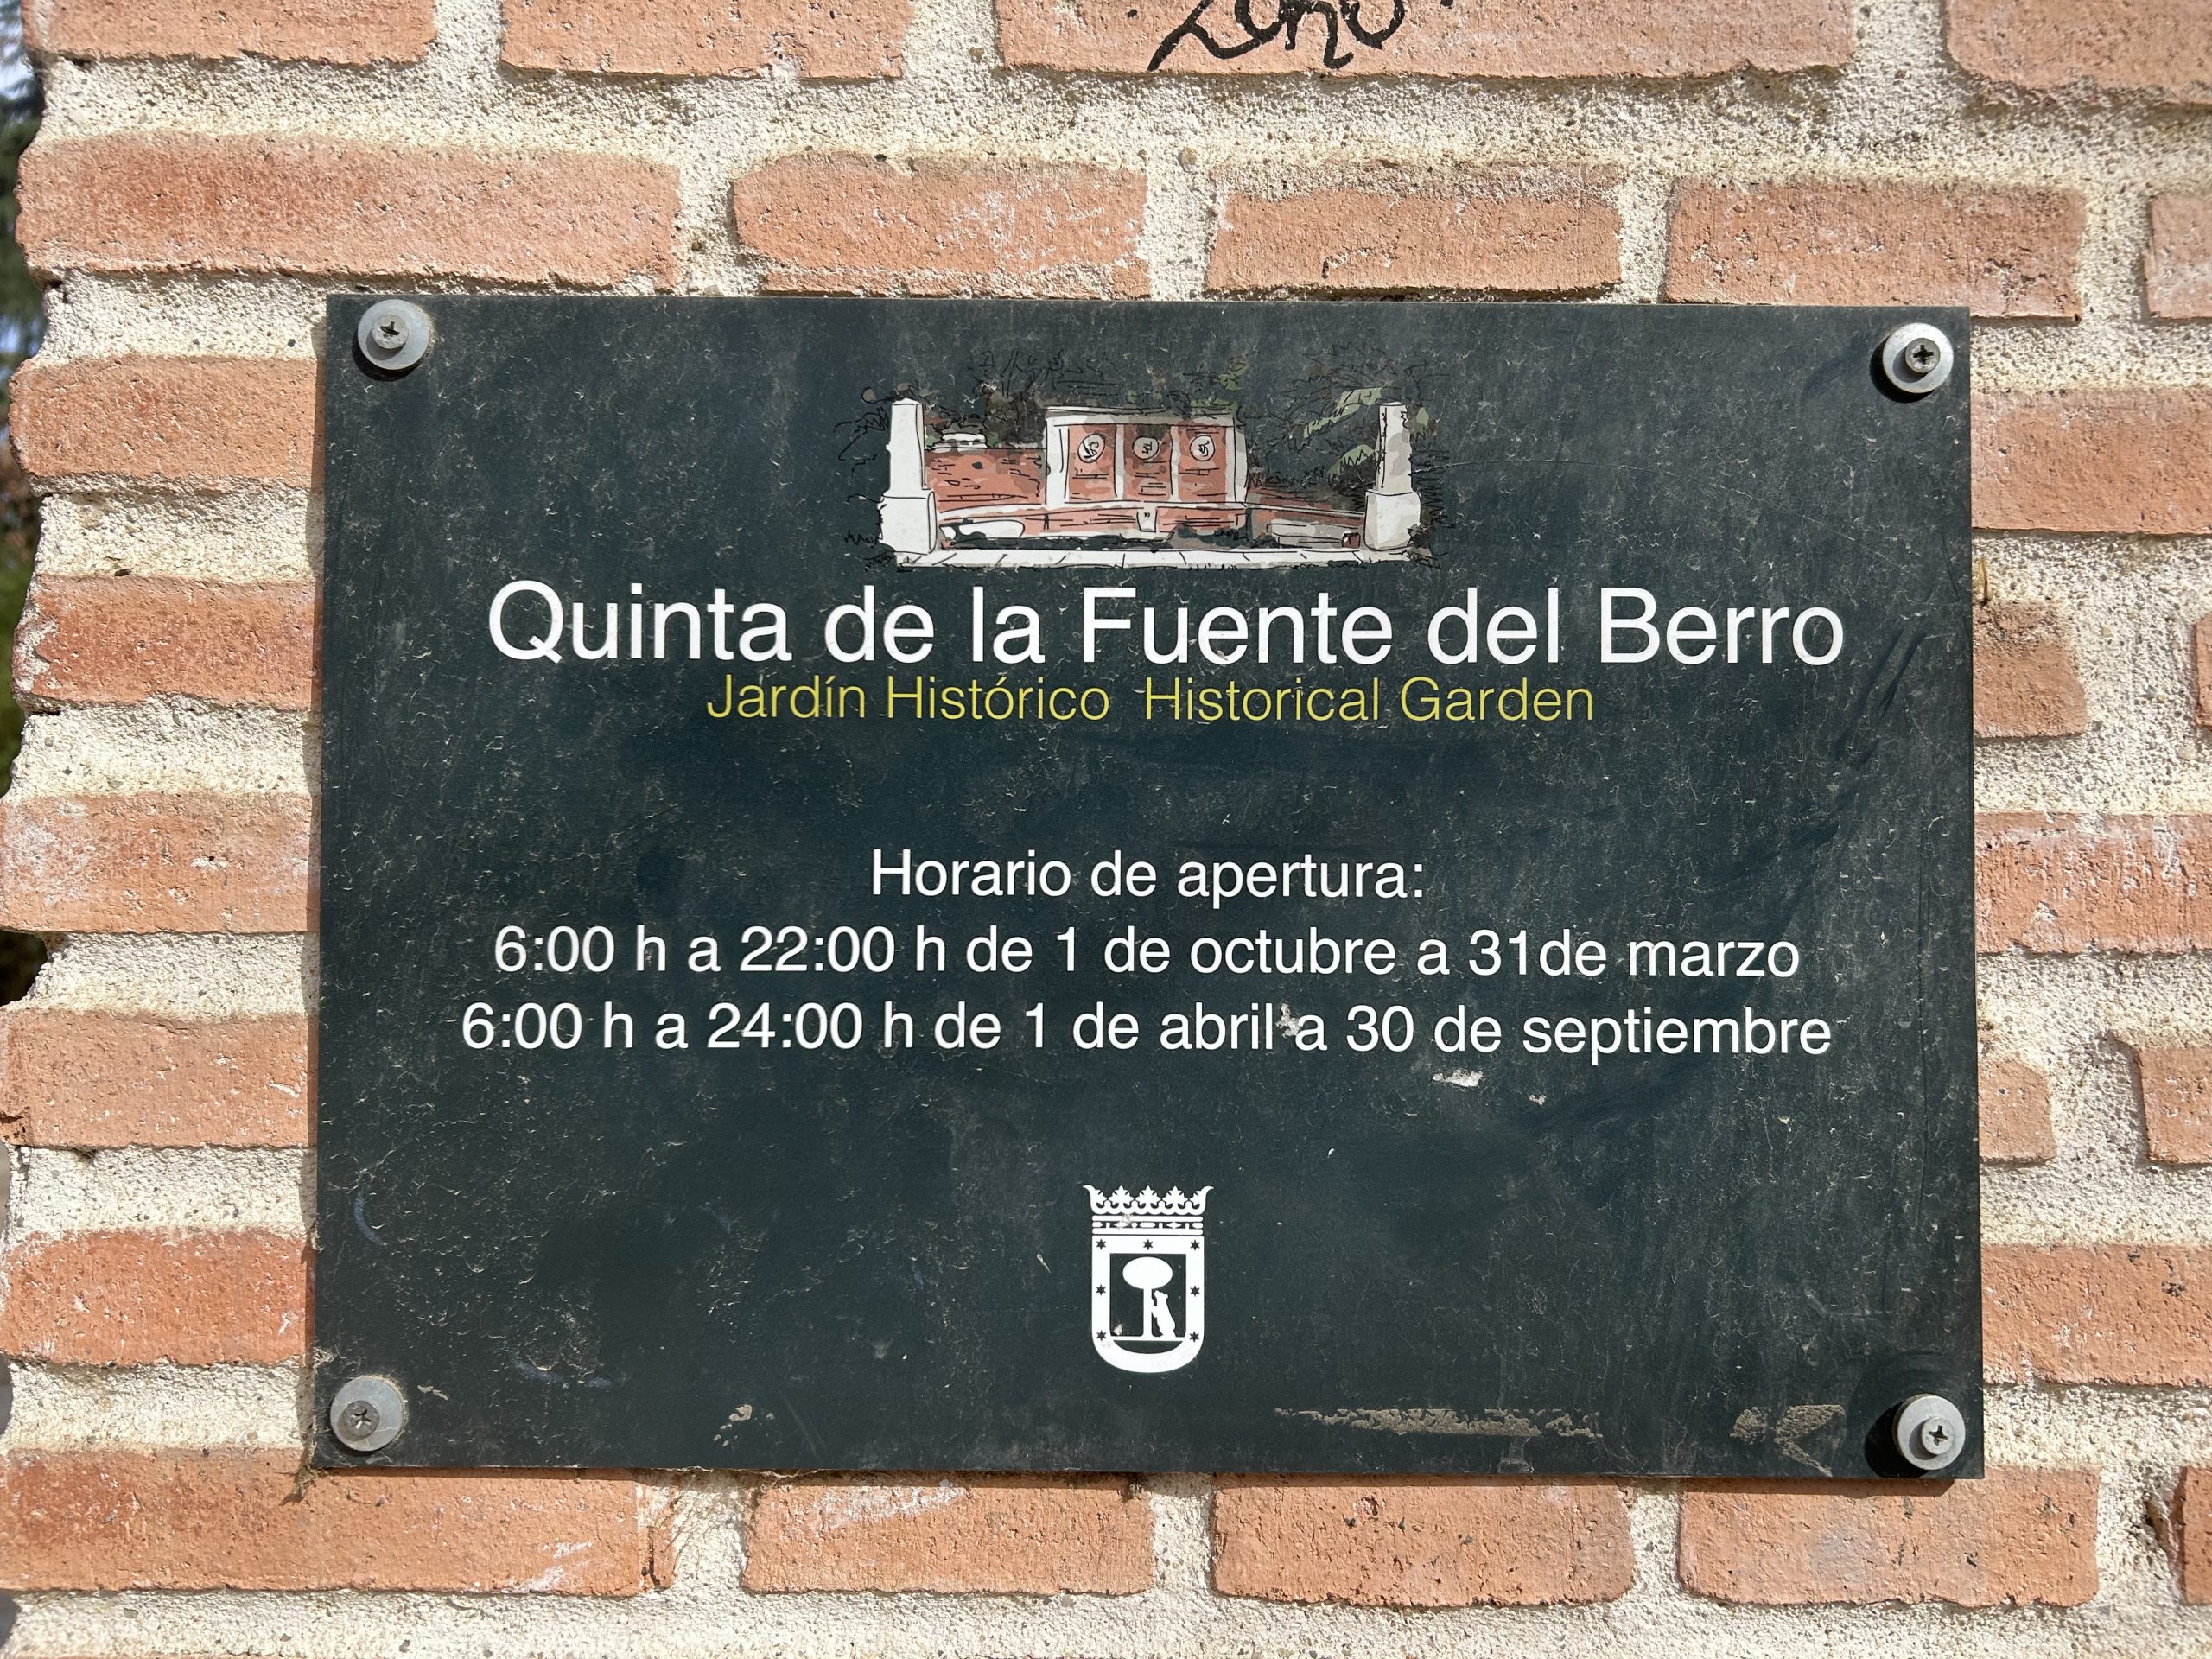 Quinta de la Fuente del Berro
Jardín Histórico Historical Garden
Horario de apertura:
6:00 h a 22:00 h de 1 de octubre a 31de marzo
6:00 h a 24:00 h de 1 de abril a 30 de septiembre